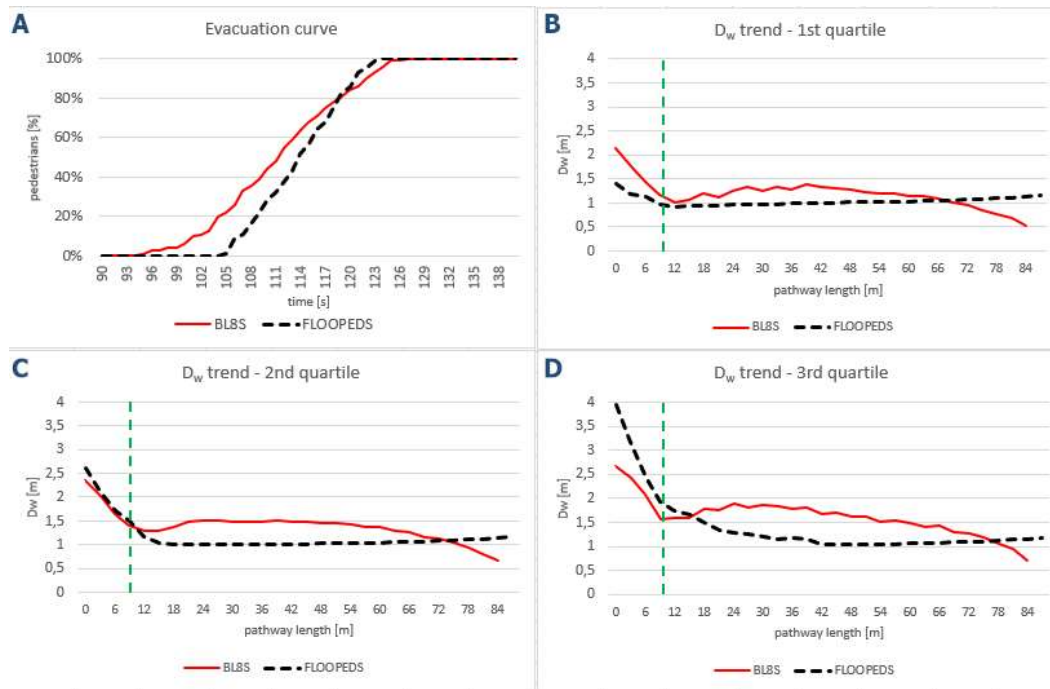 A
Evacuation curve
100%
80%
60%
40%
20%
0%
pedestrians [%]
90 93 96 99 102 105 108 111 114 117 120 123 126 129 132 135 138
time [s]
BL8S FLOOPEDS
B
Dw trend - 1st quartile
4
3,5
3
2,5
2
1,5
1
0,5
0
Dw [m]
0 6 12 18 24 30 36 42 48 54 60 66 72 78 84
pathway length [m]
BL8S FLOOPEDS
C
Dw trend - 2nd quartile
4
3,5
3
2,5
2
1,5
1
0,5
0
Dw [m]
0 6 12 18 24 30 36 42 48 54 60 66 72 78 84
pathway length [m]
BL8S FLOOPEDS
D
Dw trend - 3rd quartile
4
3,5
3
2,5
2
1,5
1
0,5
0
Dw [m]
0 6 12 18 24 30 36 42 48 54 60 66 72 78 84
pathway length [m]
BL8S FLOOPEDS